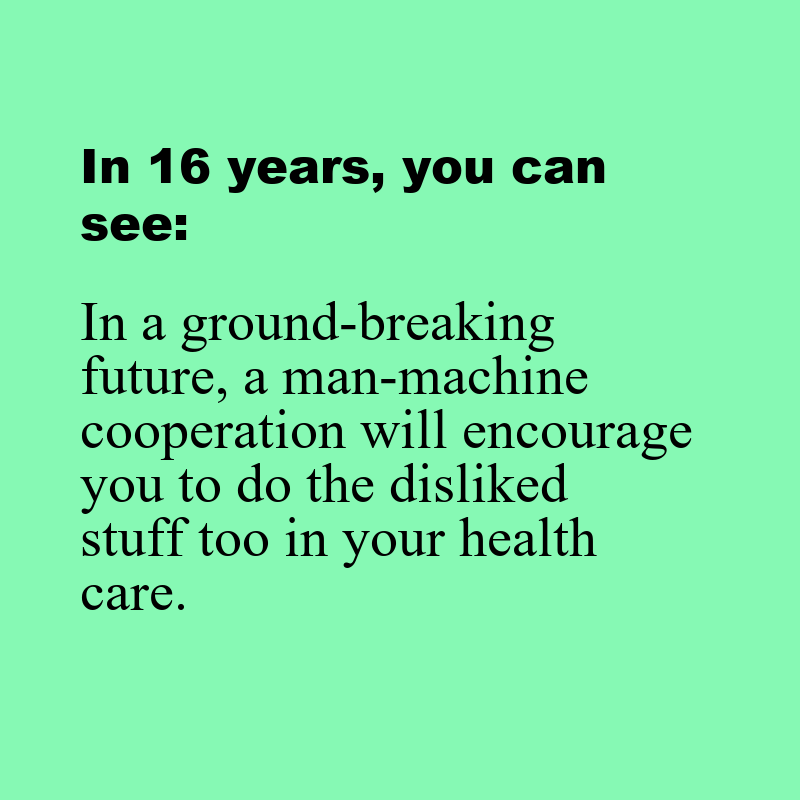 In 16 years, you can
see:
In a ground-breaking
future, a man-machine
cooperation will encourage
you to do the disliked
stuff too in your health
care.